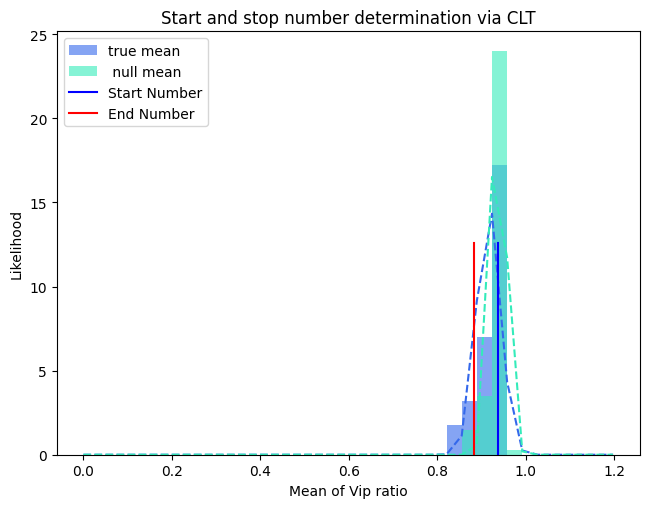 Start and stop number determination via CLT
25
20
15
10
5
0
Likelihood
true mean
null mean
Start Number
End Number
0.0 0.2 0.4 0.6 0.8 1.0 1.2
Mean of Vip ratio